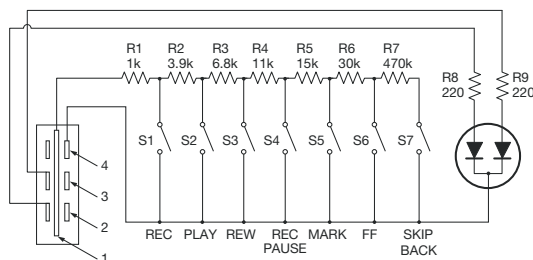 R1
1k
R2
3.9k
R3
6.8k
R4
11k
R5
15k
R6
30k
R7
470k
R8
220
R9
220
S1
S2
S3
S4
S5
S6
S7
4
3
2
1
REC
PLAY
REW
REC
PAUSE
MARK
FF
SKIP
BACK